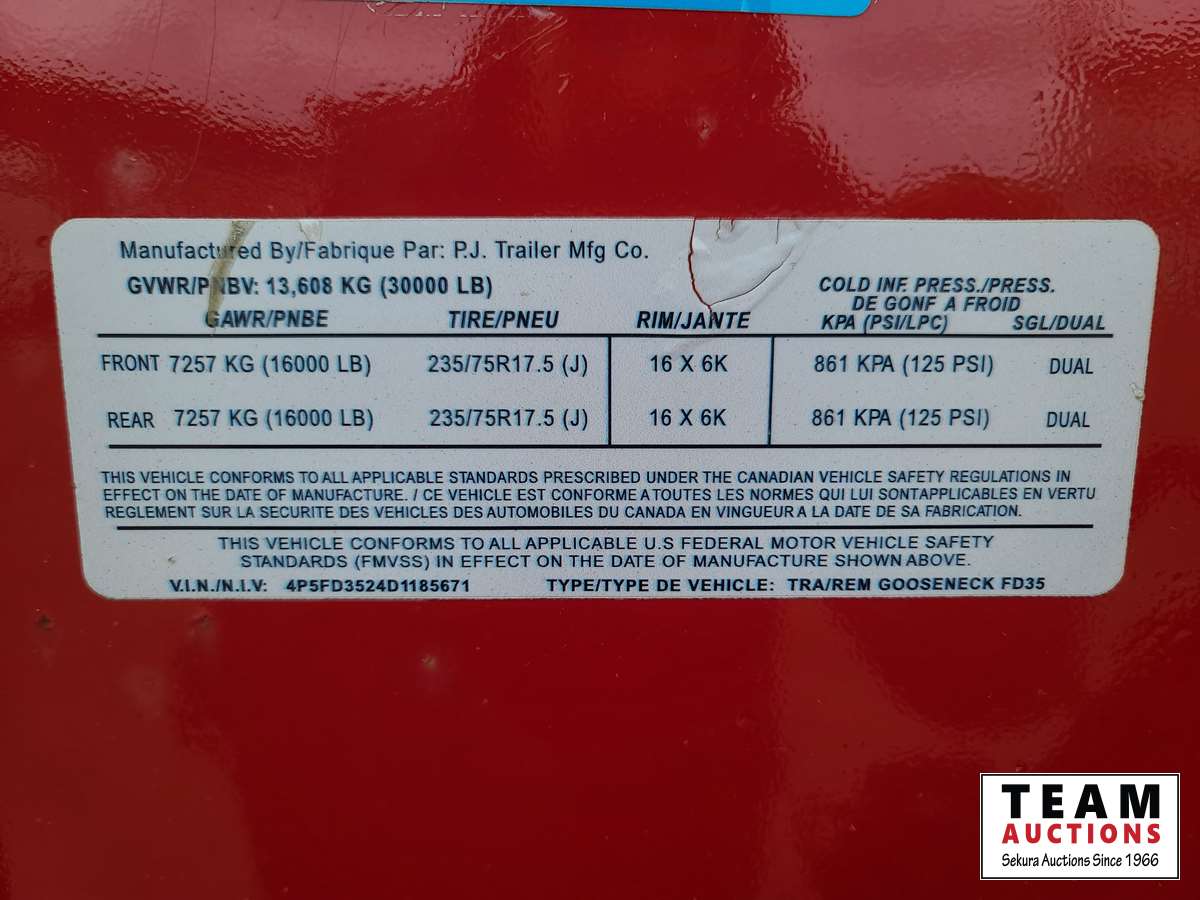 Manufactured By/Fabrique Par: P.J. Trailer Mfg Co.
GVWR/PNBV: 13,608 KG (30000 LB)
COLD INF. PRESS./PRESS.
DE GONF A FROID
GAWR/PNBE TIRE/PNEU RIM/JANTE KPA (PSI/LPC) SGL/DUAL
FRONT 7257 KG (16000 LB) 235/75R17.5 (J) 16 X 6K 861 KPA (125 PSI) DUAL
REAR 7257 KG (16000 LB) 235/75R17.5 (J) 16 X 6K 861 KPA (125 PSI) DUAL
THIS VEHICLE CONFORMS TO ALL APPLICABLE STANDARDS PRESCRIBED UNDER THE CANADIAN VEHICLE SAFETY REGULATIONS IN
EFFECT ON THE DATE OF MANUFACTURE. / CE VEHICLE EST CONFORME A TOUTES LES NORMES QUI LUI SONTAPPLICABLES EN VERTU
REGLEMENT SUR LA SECURITE DES VEHICLES DES AUTOMOBILES DU CANADA EN VINGUEUR A LA DATE DE SA FABRICATION.
THIS VEHICLE CONFORMS TO ALL APPLICABLE U.S FEDERAL MOTOR VEHICLE SAFETY
STANDARDS (FMVSS) IN EFFECT ON THE DATE OF MANUFACTURE SHOWN ABOVE.
V.I.N./N.I.V: 4P5FD3524D1185671 TYPE/TYPE DE VEHICLE: TRA/REM GOOSENECK FD35
TEAM
AUCTIONS
Sekura Auctions Since 1966